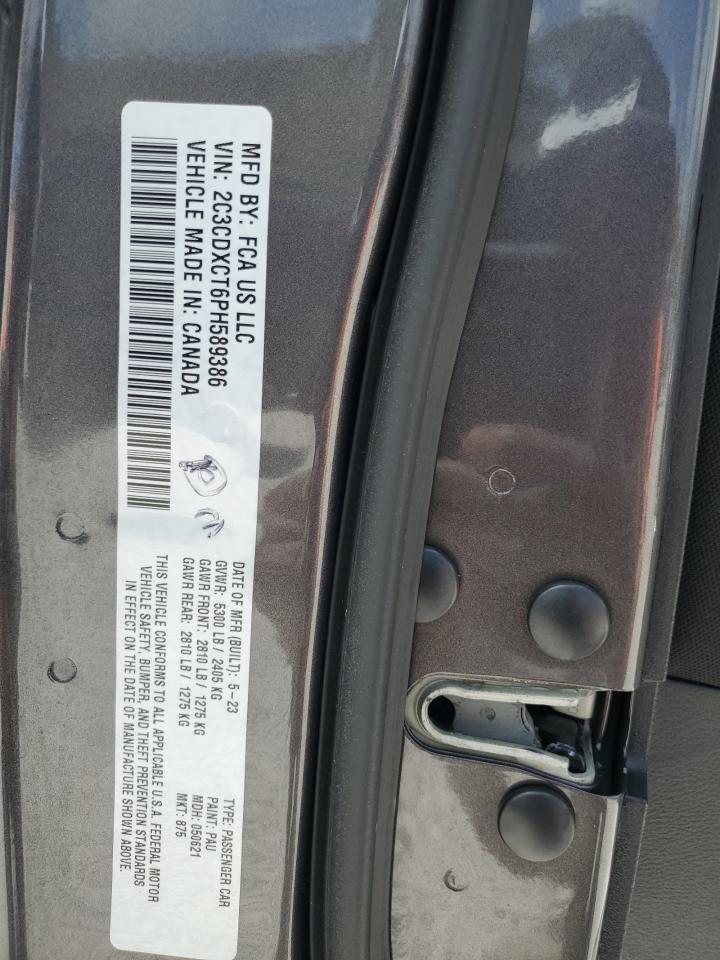 MFD BY: FCA US LLC
VIN: 2C3CDXCT6PH589386
VEHICLE MADE IN: CANADA
DATE OF MFR (BUILT): 5-23
GVWR: 5300 LB / 2405 KG
GAWR FRONT: 2810 LB / 1275 KG
GAWR REAR: 2810 LB / 1275 KG
TYPE: PASSENGER CAR
PAINT: PAU
MDH: 050621
MKT: 875
THIS VEHICLE CONFORMS TO ALL APPLICABLE U.S.A. FEDERAL MOTOR
VEHICLE SAFETY, BUMPER, AND THEFT PREVENTION STANDARDS
IN EFFECT ON THE DATE OF MANUFACTURE SHOWN ABOVE.